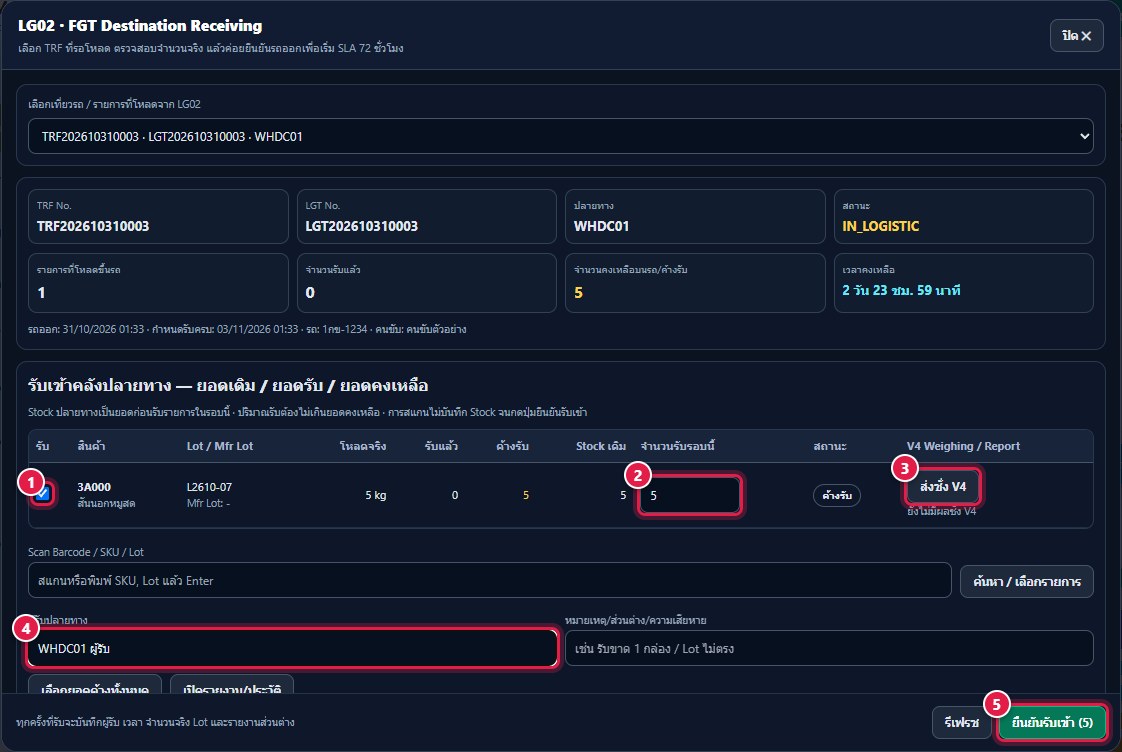 LG02 · FGT Destination Receiving
เลือก TRF ที่รอโหลด ตรวจสอบจำนวนจริง แล้วค่อยยืนยันรถออกเพื่อเริ่ม SLA 72 ชั่วโมง
ปิด ✕
เลือกเที่ยวรถ / รายการที่โหลดจาก LG02
TRF202610310003 · LGT202610310003 · WHDC01
TRF No.
TRF202610310003
LGT No.
LGT202610310003
ปลายทาง
WHDC01
สถานะ
IN_LOGISTIC
รายการที่โหลดขึ้นรถ
1
จำนวนรับแล้ว
0
จำนวนคงเหลือบนรถ/ค้างรับ
5
เวลาคงเหลือ
2 วัน 23 ชม. 59 นาที
รถออก: 31/10/2026 01:33 · กำหนดรับครบ: 03/11/2026 01:33 · รถ: 1กข-1234 · คนขับ: คนขับตัวอย่าง
รับเข้าคลังปลายทาง — ยอดเดิม / ยอดรับ / ยอดคงเหลือ
Stock ปลายทางเป็นยอดก่อนรับรายการในรอบนี้ · ปริมาณรับต้องไม่เกินยอดคงเหลือ · การสแกนไม่บันทึก Stock จนกดปุ่มยืนยันรับเข้า
รับ สินค้า Lot / Mfr Lot โหลดจริง รับแล้ว ค้างรับ Stock เดิม จำนวนรับรอบนี้ สถานะ V4 Weighing / Report
1 2 3
3A000 L2610-07 5 kg 0 5 5 5 ค้างรับ ส่งชั่ง V4
สันนอกหมูสด Mfr Lot: - ยังไม่มีผลชั่ง V4
Scan Barcode / SKU / Lot
สแกนหรือพิมพ์ SKU, Lot แล้ว Enter
ค้นหา / เลือกรายการ
4
รับปลายทาง
WHDC01 ผู้รับ
หมายเหตุ/ส่วนต่าง/ความเสียหาย
เช่น รับขาด 1 กล่อง / Lot ไม่ตรง
เลือกยอดค้างทั้งหมด เปิดรายงาน/ประวัติ
ทุกครั้งที่รับจะบันทึกผู้รับ เวลา จำนวนจริง Lot และรายงานส่วนต่าง
รีเฟรช
5
ยืนยันรับเข้า (5)